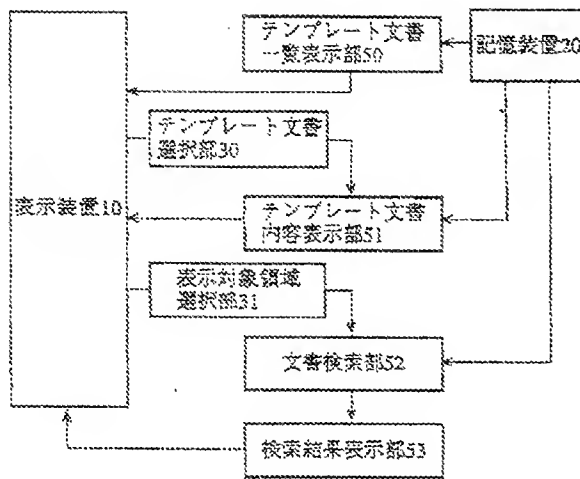 テンプレート文書
一覧表示部50
記憶装置20
テンプレート文書
選択部30
表示装置10
テンプレート文書
内容表示部51
表示対象領域
選択部31
文書検索部52
検索結果表示部53